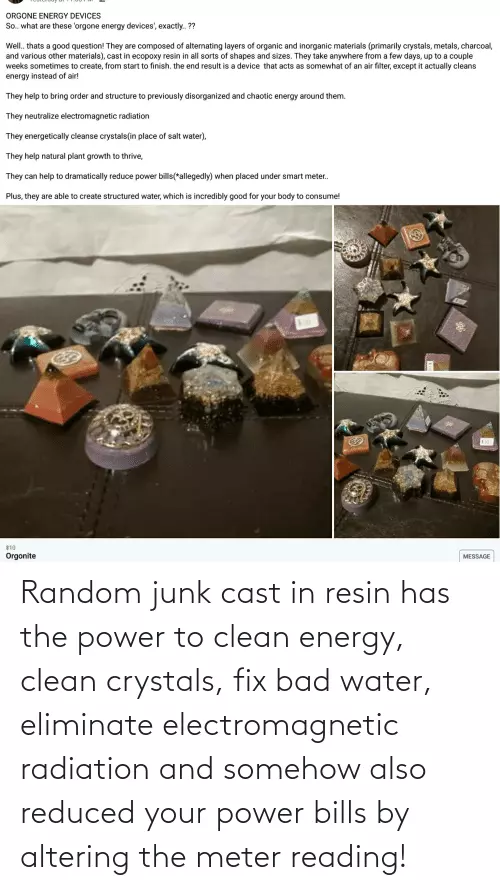 ORGONE ENERGY DEVICES
So.. what are these 'orgone energy devices', exactly.. ??
Well.. thats a good question! They are composed of alternating layers of organic and inorganic materials (primarily crystals, metals, charcoal,
and various other materials), cast in ecopoxy resin in all sorts of shapes and sizes. They take anywhere from a few days, up to a couple
weeks sometimes to create, from start to finish. the end result is a device that acts as somewhat of an air filter, except it actually cleans
energy instead of air!
They help to bring order and structure to previously disorganized and chaotic energy around them.
They neutralize electromagnetic radiation
They energetically cleanse crystals(in place of salt water),
They help natural plant growth to thrive,
They can help to dramatically reduce power bills(*allegedly) when placed under smart meter..
Plus, they are able to create structured water, which is incredibly good for your body to consume!
$10
Orgonite
MESSAGE
Random junk cast in resin has
the power to clean energy,
clean crystals, fix bad water,
eliminate electromagnetic
radiation and somehow also
reduced your power bills by
altering the meter reading!